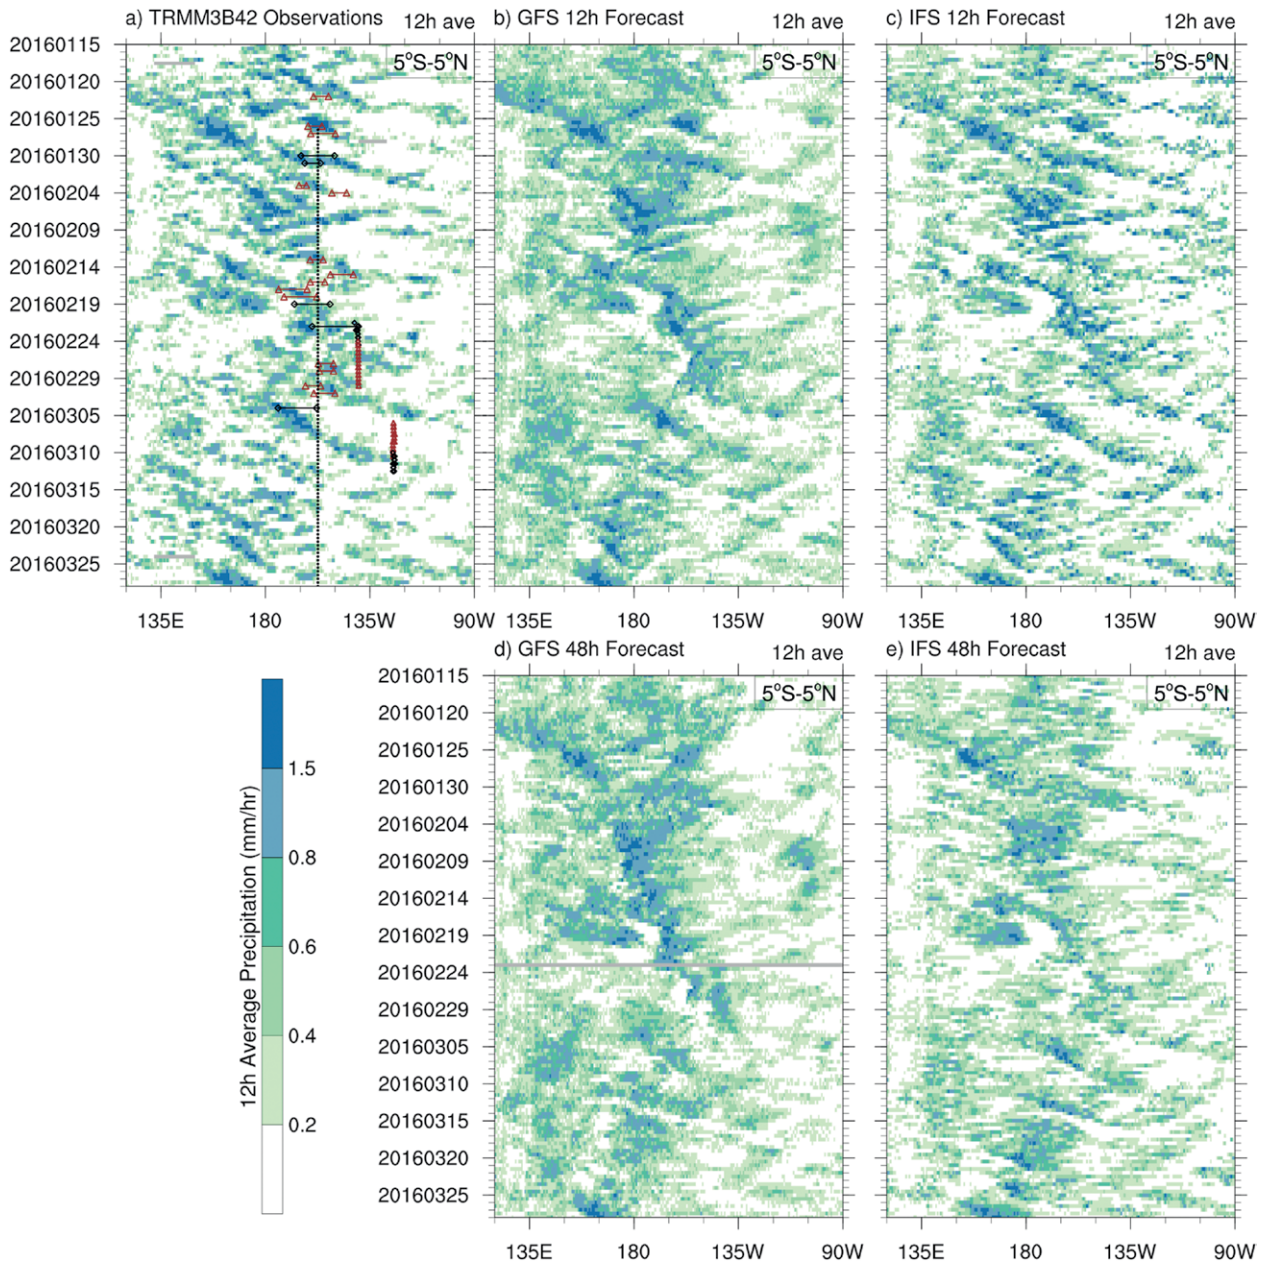 a) TRMM3B42 Observations 12h ave
5°S-5°N
20160115
20160120
20160125
20160130
20160204
20160209
20160214
20160219
20160224
20160229
20160305
20160310
20160315
20160320
20160325
135E 180 135W 90W
b) GFS 12h Forecast 12h ave
5°S-5°N
135E 180 135W 90W
c) IFS 12h Forecast 12h ave
5°S-5°N
135E 180 135W 90W
12h Average Precipitation (mm/hr)
1.5
0.8
0.6
0.4
0.2
d) GFS 48h Forecast 12h ave
5°S-5°N
20160115
20160120
20160125
20160130
20160204
20160209
20160214
20160219
20160224
20160229
20160305
20160310
20160315
20160320
20160325
135E 180 135W 90W
e) IFS 48h Forecast 12h ave
5°S-5°N
135E 180 135W 90W